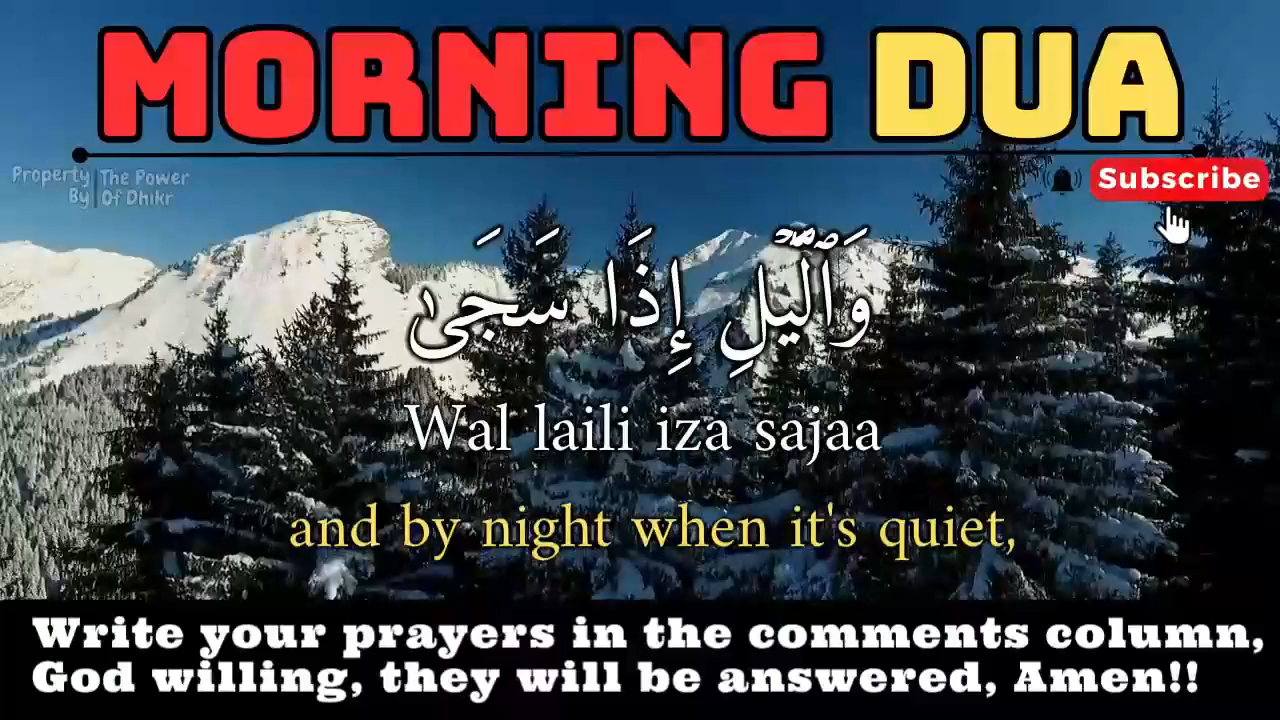 MORNING DUA
Property
By
The Power
Of Dhikr
Subscribe
وَٱلَّيْلِ إِذَا سَجَىٰ
Wal laili iza sajaa
and by night when it's quiet,
Write your prayers in the comments column,
God willing, they will be answered, Amen!!